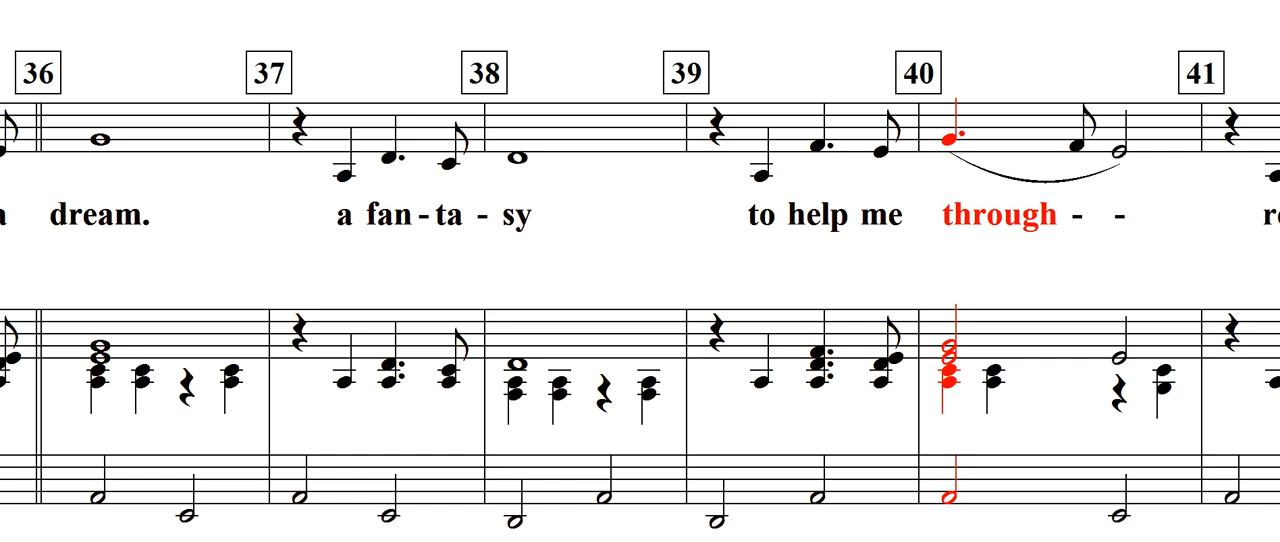 36 37 38 39 40 41
dream. a fan - ta - sy to help me through - -